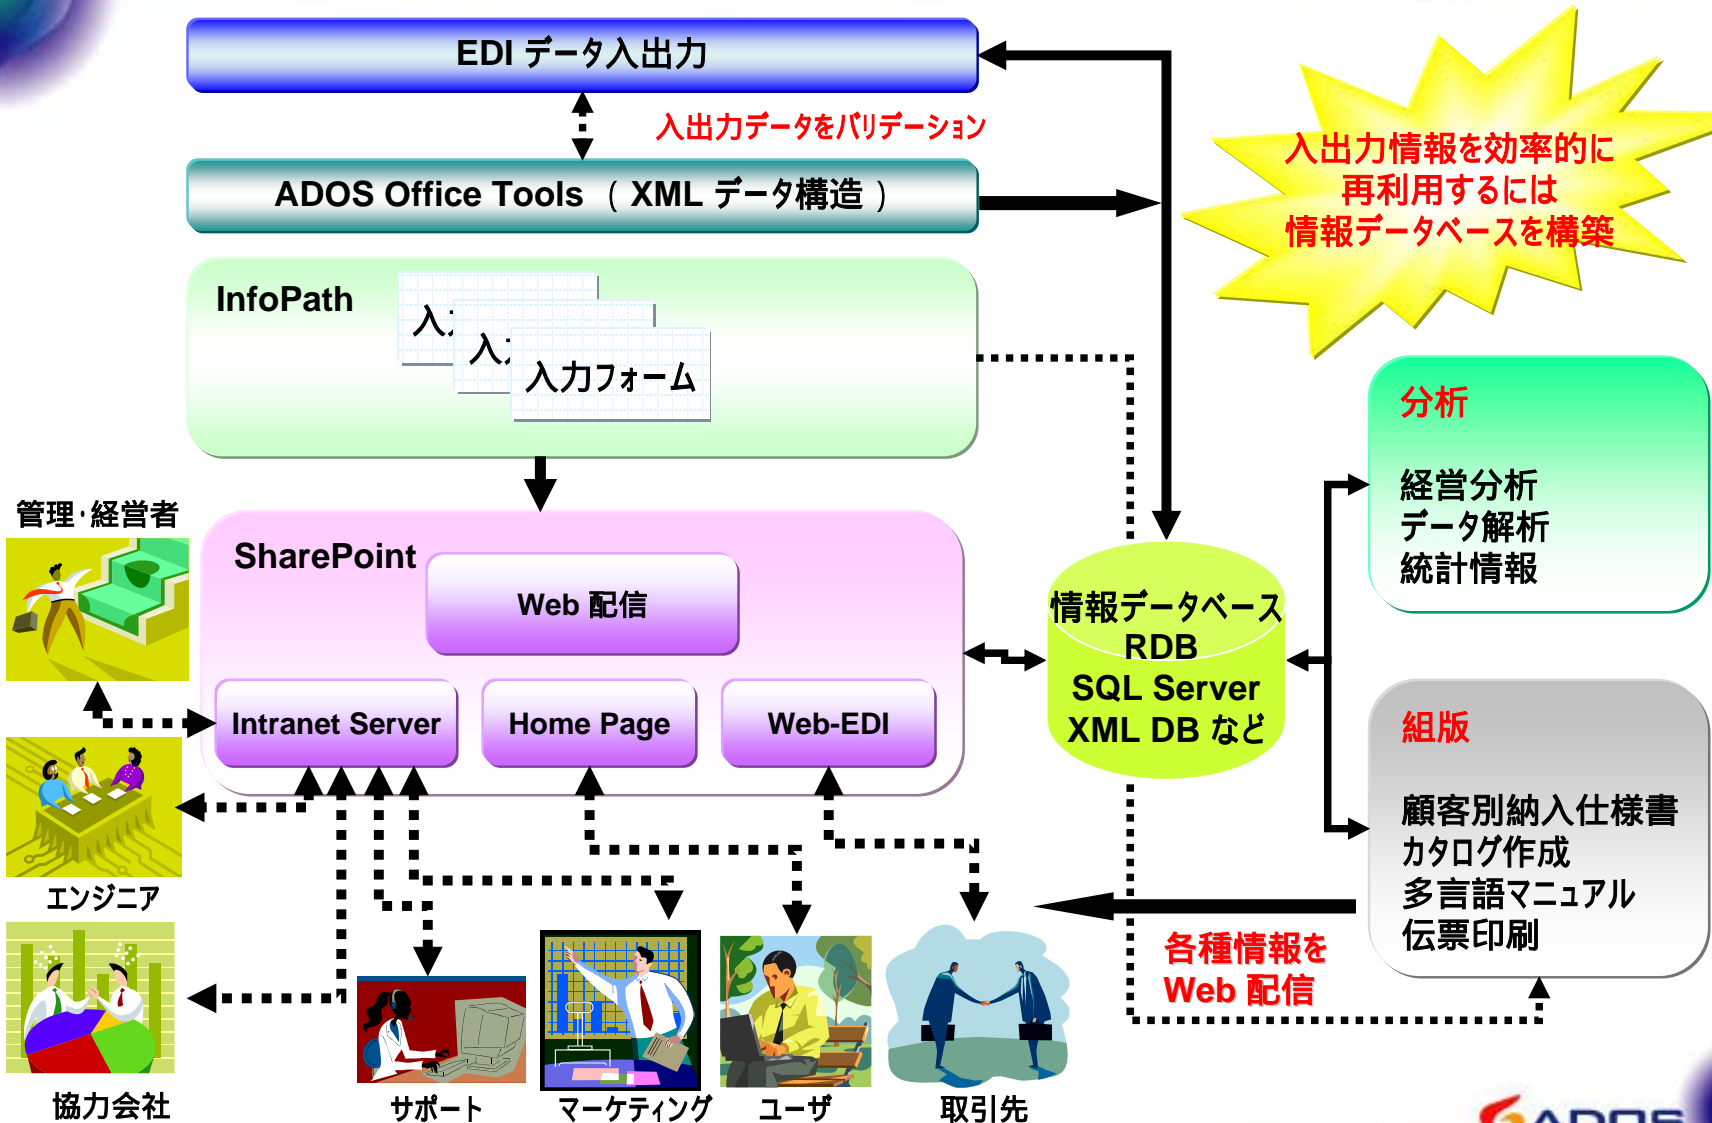 EDI データ入出力
入出力データをバリデーション
ADOS Office Tools （ XML データ構造 ）
入出力情報を効率的に
再利用するには
情報データベースを構築
InfoPath
入
入
入力フォーム
分析
経営分析
データ解析
統計情報
管理・経営者
SharePoint
Web 配信
Intranet Server
Home Page
Web-EDI
情報データベース
RDB
SQL Server
XML DB など
組版
顧客別納入仕様書
カタログ作成
多言語マニュアル
伝票印刷
エンジニア
各種情報を
Web 配信
協力会社
サポート
マーケティング
ユーザ
取引先
ADOS